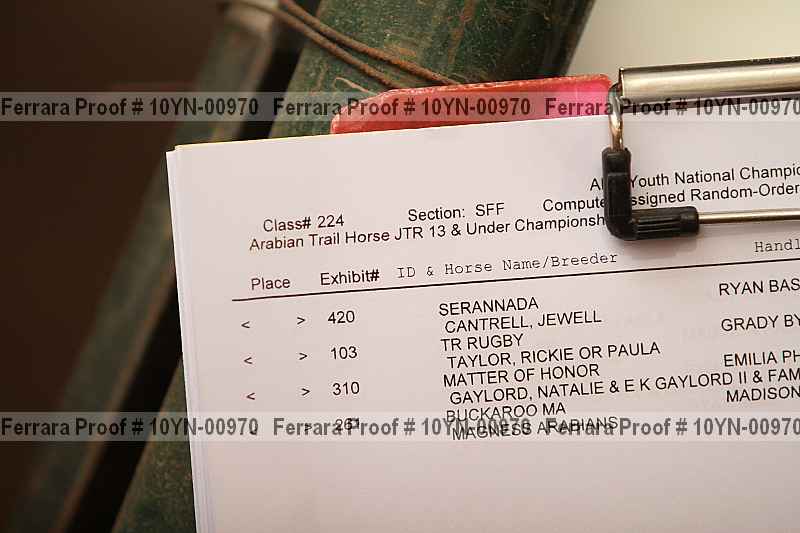 Ferrara Proof # 10YN-00970 Ferrara Proof # 10YN-00970 Ferrara Proof # 10YN-00970
Youth National Champio
Class# 224 Section: SFF Compute ssigned Random-Order
Arabian Trail Horse JTR 13 & Under Championsh
Place Exhibit# ID & Horse Name/Breeder Handl
< > 420 SERANNADA RYAN BAS
CANTRELL, JEWELL
< > 103 TR RUGBY GRADY BY
TAYLOR, RICKIE OR PAULA
< > 310 MATTER OF HONOR EMILIA PH
GAYLORD, NATALIE & E K GAYLORD II & FAM
< > 261 BUCKAROO MA MADISON
MAGNESS ARABIANS
Ferrara Proof # 10YN-00970 Ferrara Proof # 10YN-00970 Ferrara Proof # 10YN-00970